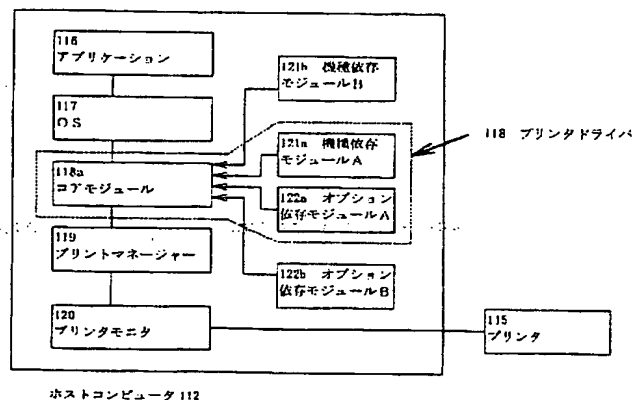 116
アプリケーション
117
OS
118a
コアモジュール
119
プリントマネージャー
120
プリンタモニタ
121b 機種依存
モジュールB
121a 機種依存
モジュールA
122a オプション
依存モジュールA
122b オプション
依存モジュールB
118 プリンタドライバ
115
プリンタ
ホストコンピュータ 112